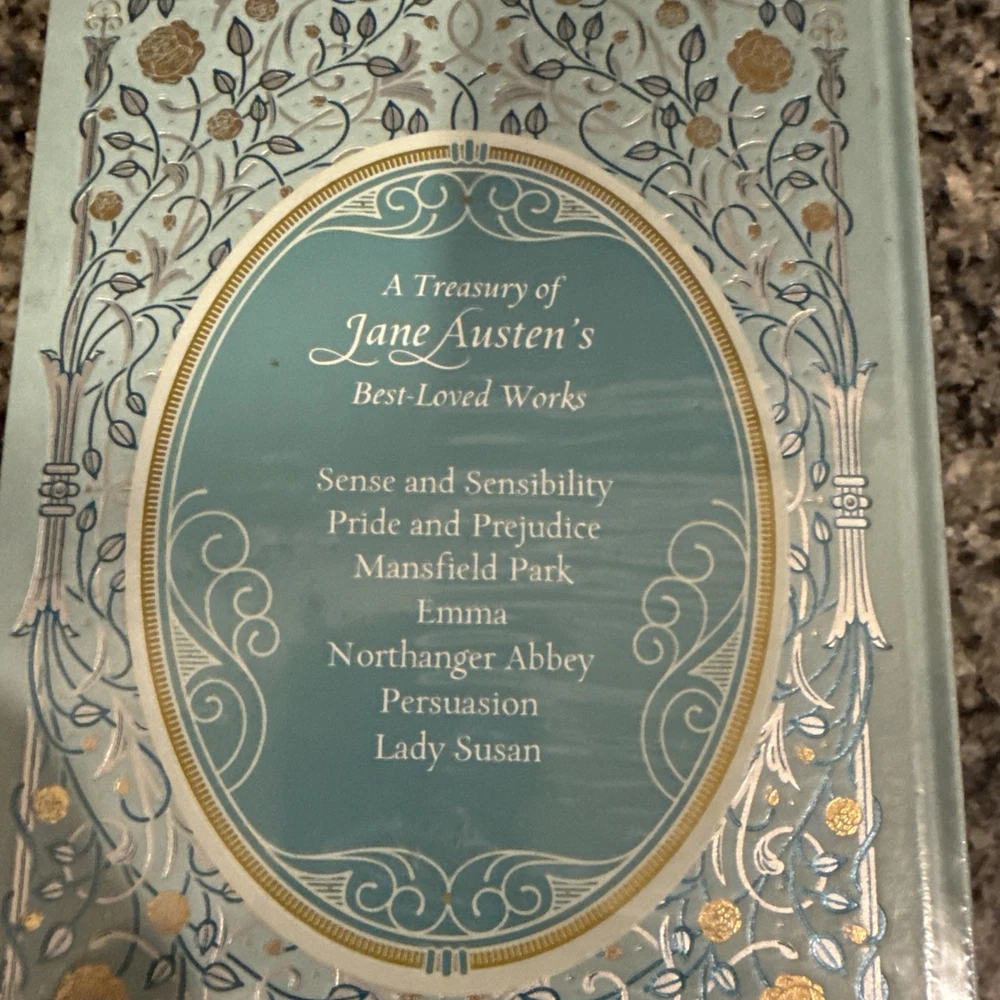 A Treasury of
Jane Austen's
Best-Loved Works
Sense and Sensibility
Pride and Prejudice
Mansfield Park
Emma
Northanger Abbey
Persuasion
Lady Susan